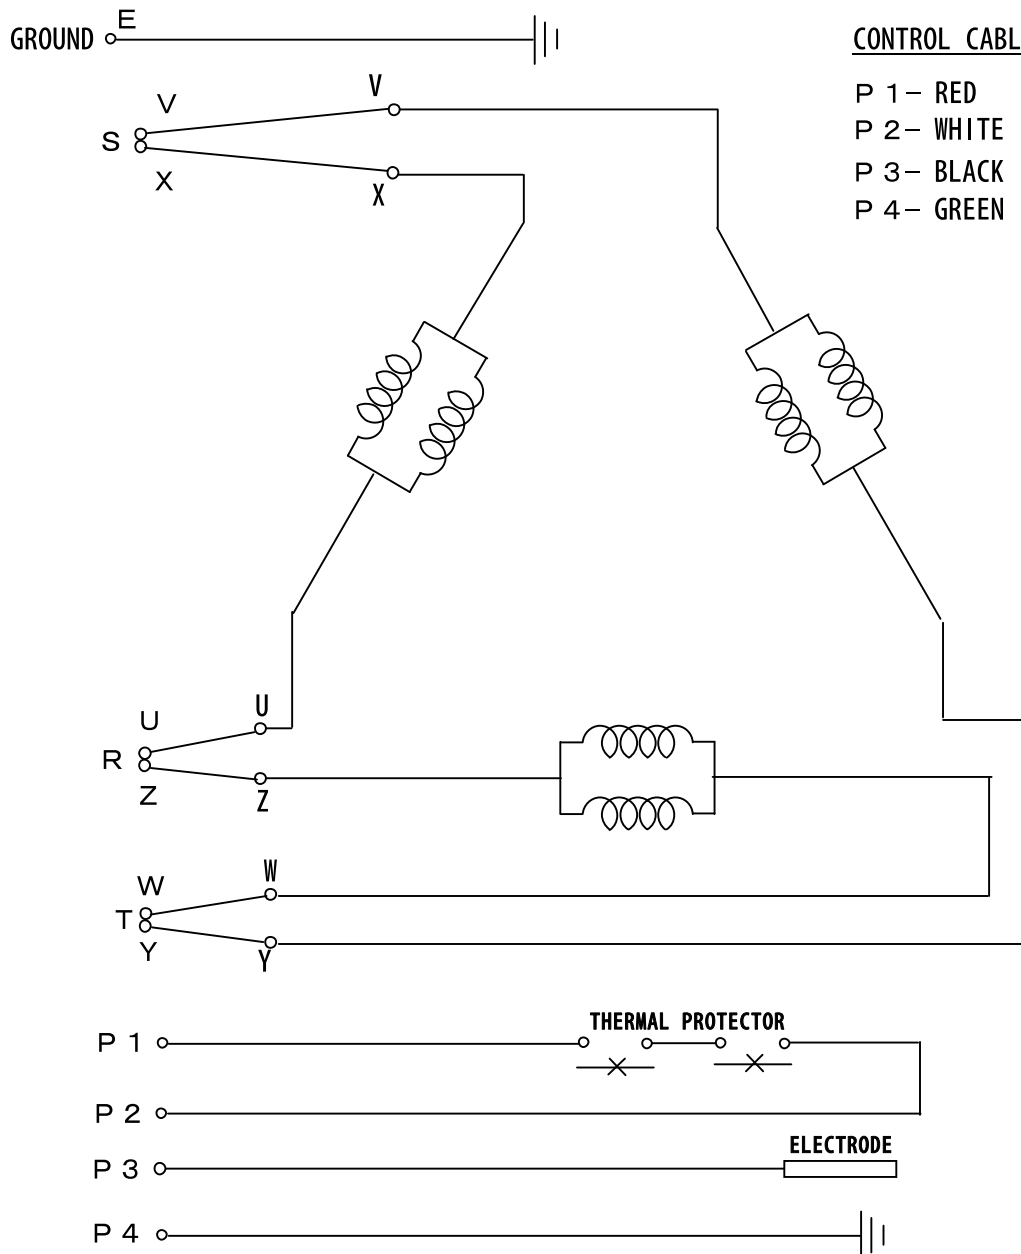 GROUND E
CONTROL CABL
P 1 - RED
P 2 - WHITE
P 3 - BLACK
P 4 - GREEN
V
V
S
X
X
U
U
R
Z
Z
W
W
T
Y
Y
THERMAL PROTECTOR
P 1
P 2
ELECTRODE
P 3
P 4